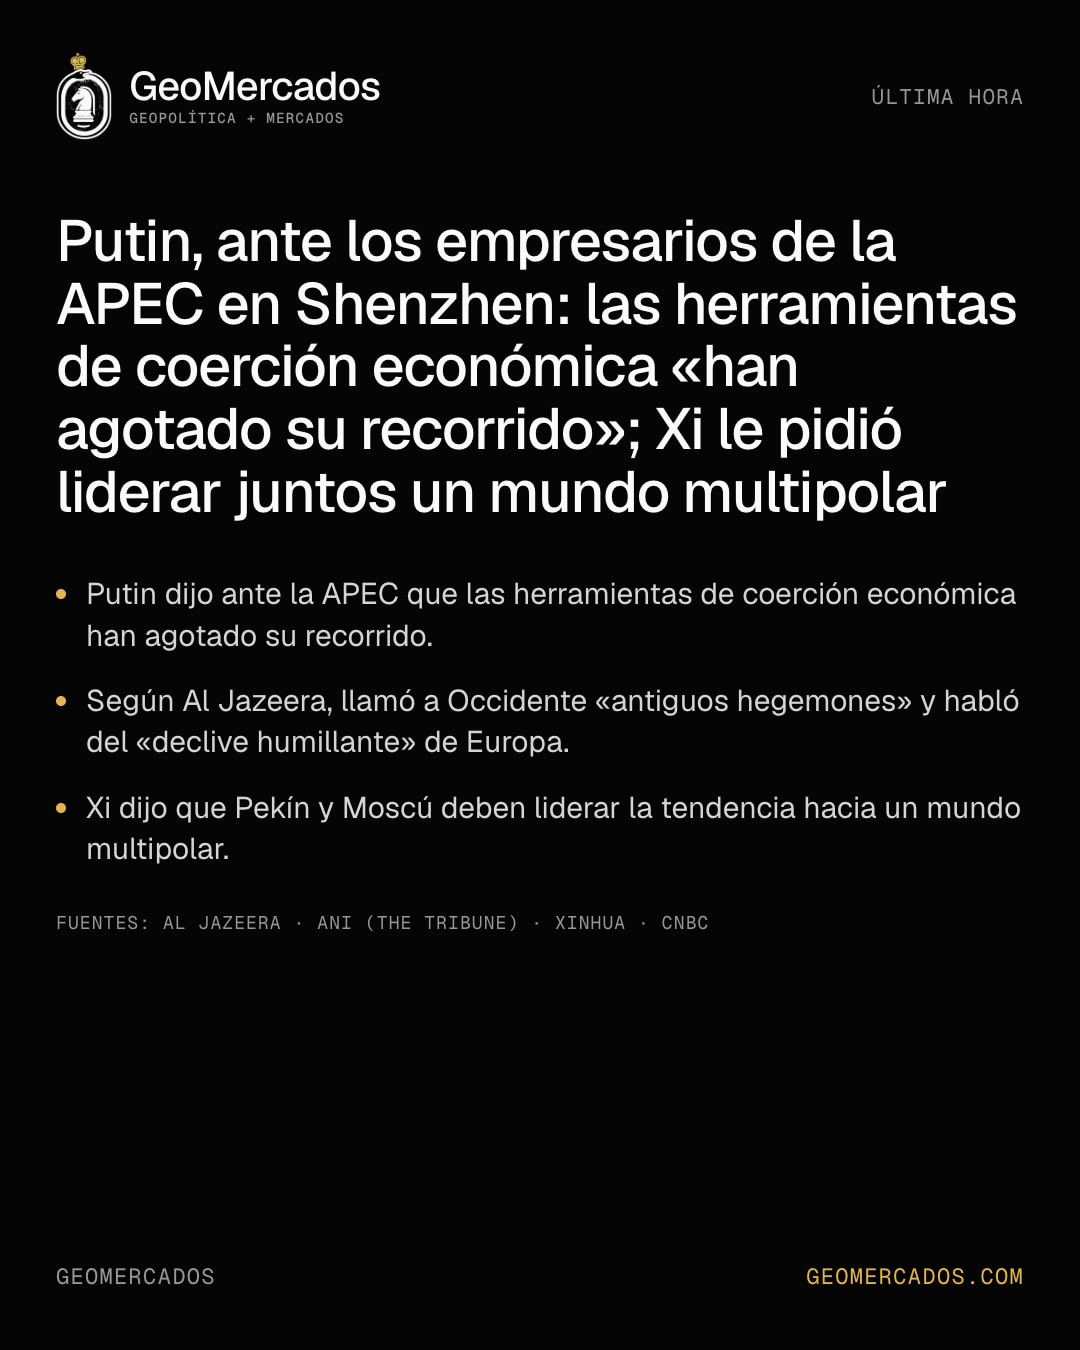 GeoMercados
GEOPOLÍTICA + MERCADOS
ÚLTIMA HORA
Putin, ante los empresarios de la
APEC en Shenzhen: las herramientas
de coerción económica «han
agotado su recorrido»; Xi le pidió
liderar juntos un mundo multipolar
• Putin dijo ante la APEC que las herramientas de coerción económica
han agotado su recorrido.
• Según Al Jazeera, llamó a Occidente «antiguos hegemones» y habló
del «declive humillante» de Europa.
• Xi dijo que Pekín y Moscú deben liderar la tendencia hacia un mundo
multipolar.
FUENTES: AL JAZEERA · ANI (THE TRIBUNE) · XINHUA · CNBC
GEOMERCADOS
GEOMERCADOS.COM